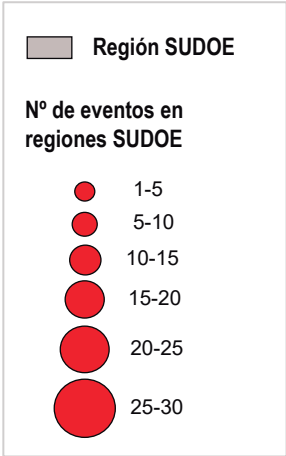 Región SUDOE
Nº de eventos en
regiones SUDOE
1-5
5-10
10-15
15-20
20-25
25-30